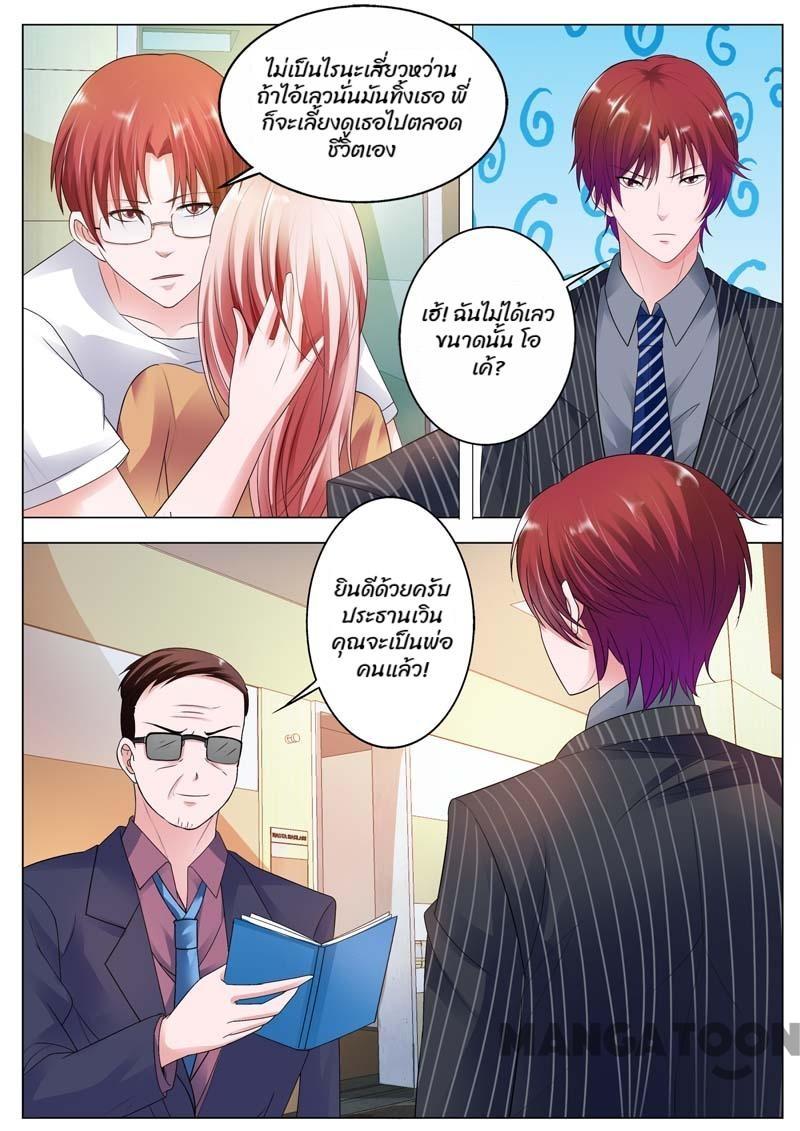 ไม่เป็นไรนะเสี่ยวหว่าน
ถ้าไอ้เลวนั่นมันทิ้งเธอ พี่
ก็จะเลี้ยงดูเธอไปตลอด
ชีวิตเอง
เฮ้! ฉันไม่ได้เลว
ขนาดนั้น โอ
เค้?
ยินดีด้วยครับ
ประธานเวิน
คุณจะเป็นพ่อ
คนแล้ว!
MANGATOON